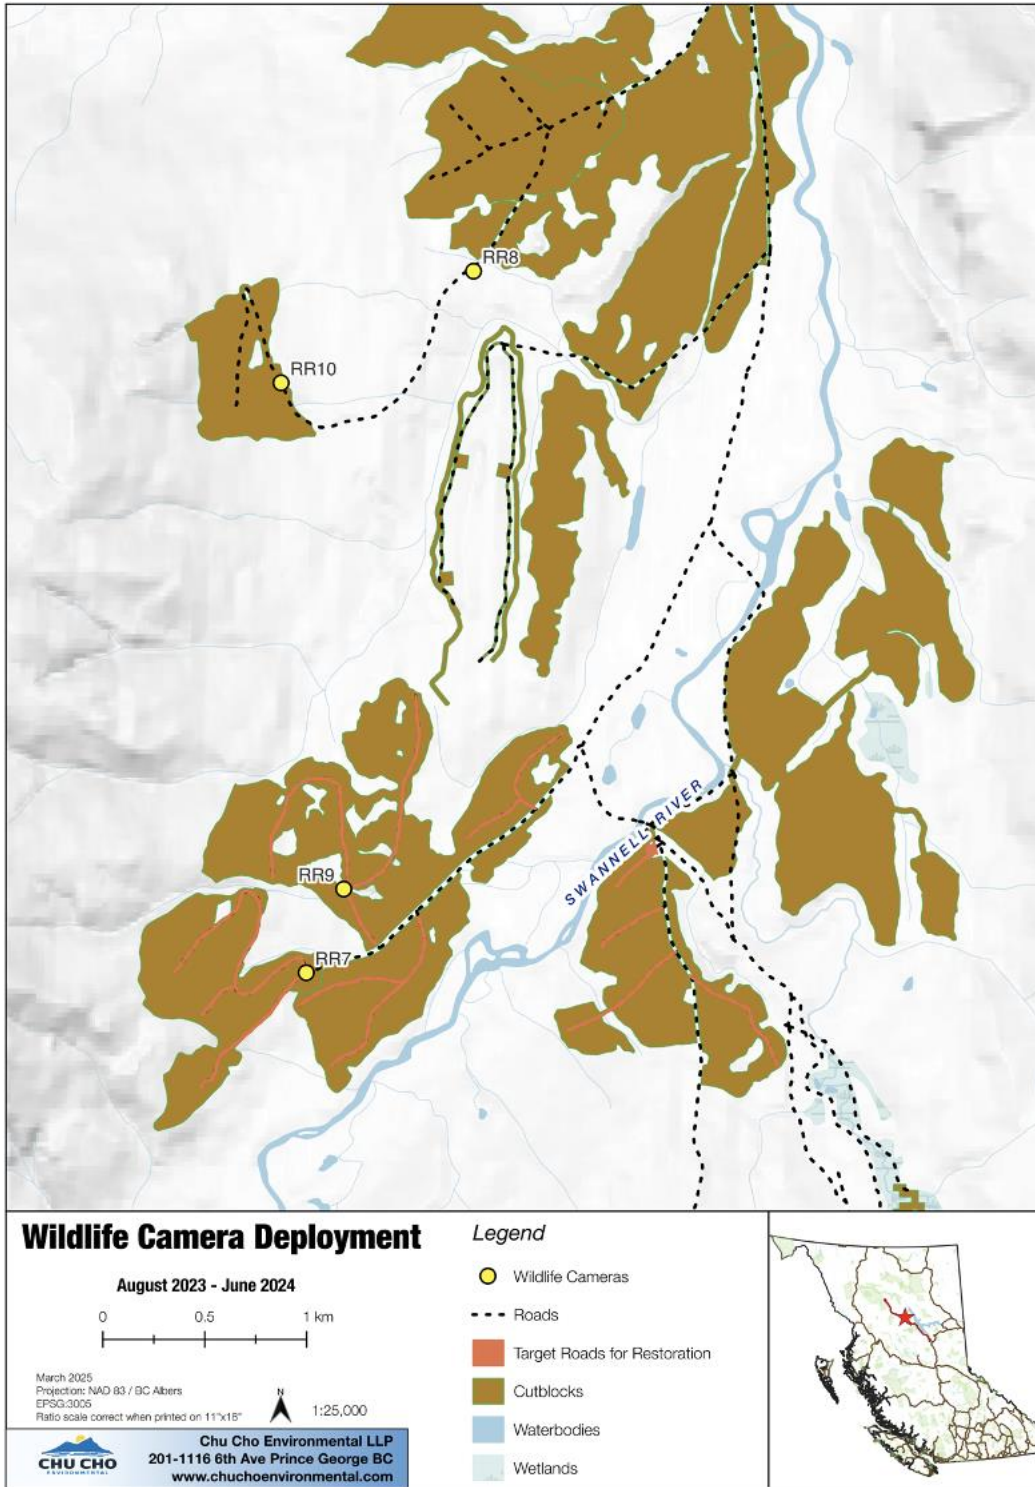 RR8
RR10
SWANNELL RIVER
RR9
RR7
Wildlife Camera Deployment
August 2023 - June 2024
0 0.5 1 km
March 2025
Projection: NAD 83 / BC Albers
EPSG:3005
Ratio scale correct when printed on 11"x16"
N
1:25,000
CHU CHO
ENVIRONMENTAL
Chu Cho Environmental LLP
201-1116 6th Ave Prince George BC
www.chuchoenvironmental.com
Legend
Wildlife Cameras
Roads
Target Roads for Restoration
Cutblocks
Waterbodies
Wetlands